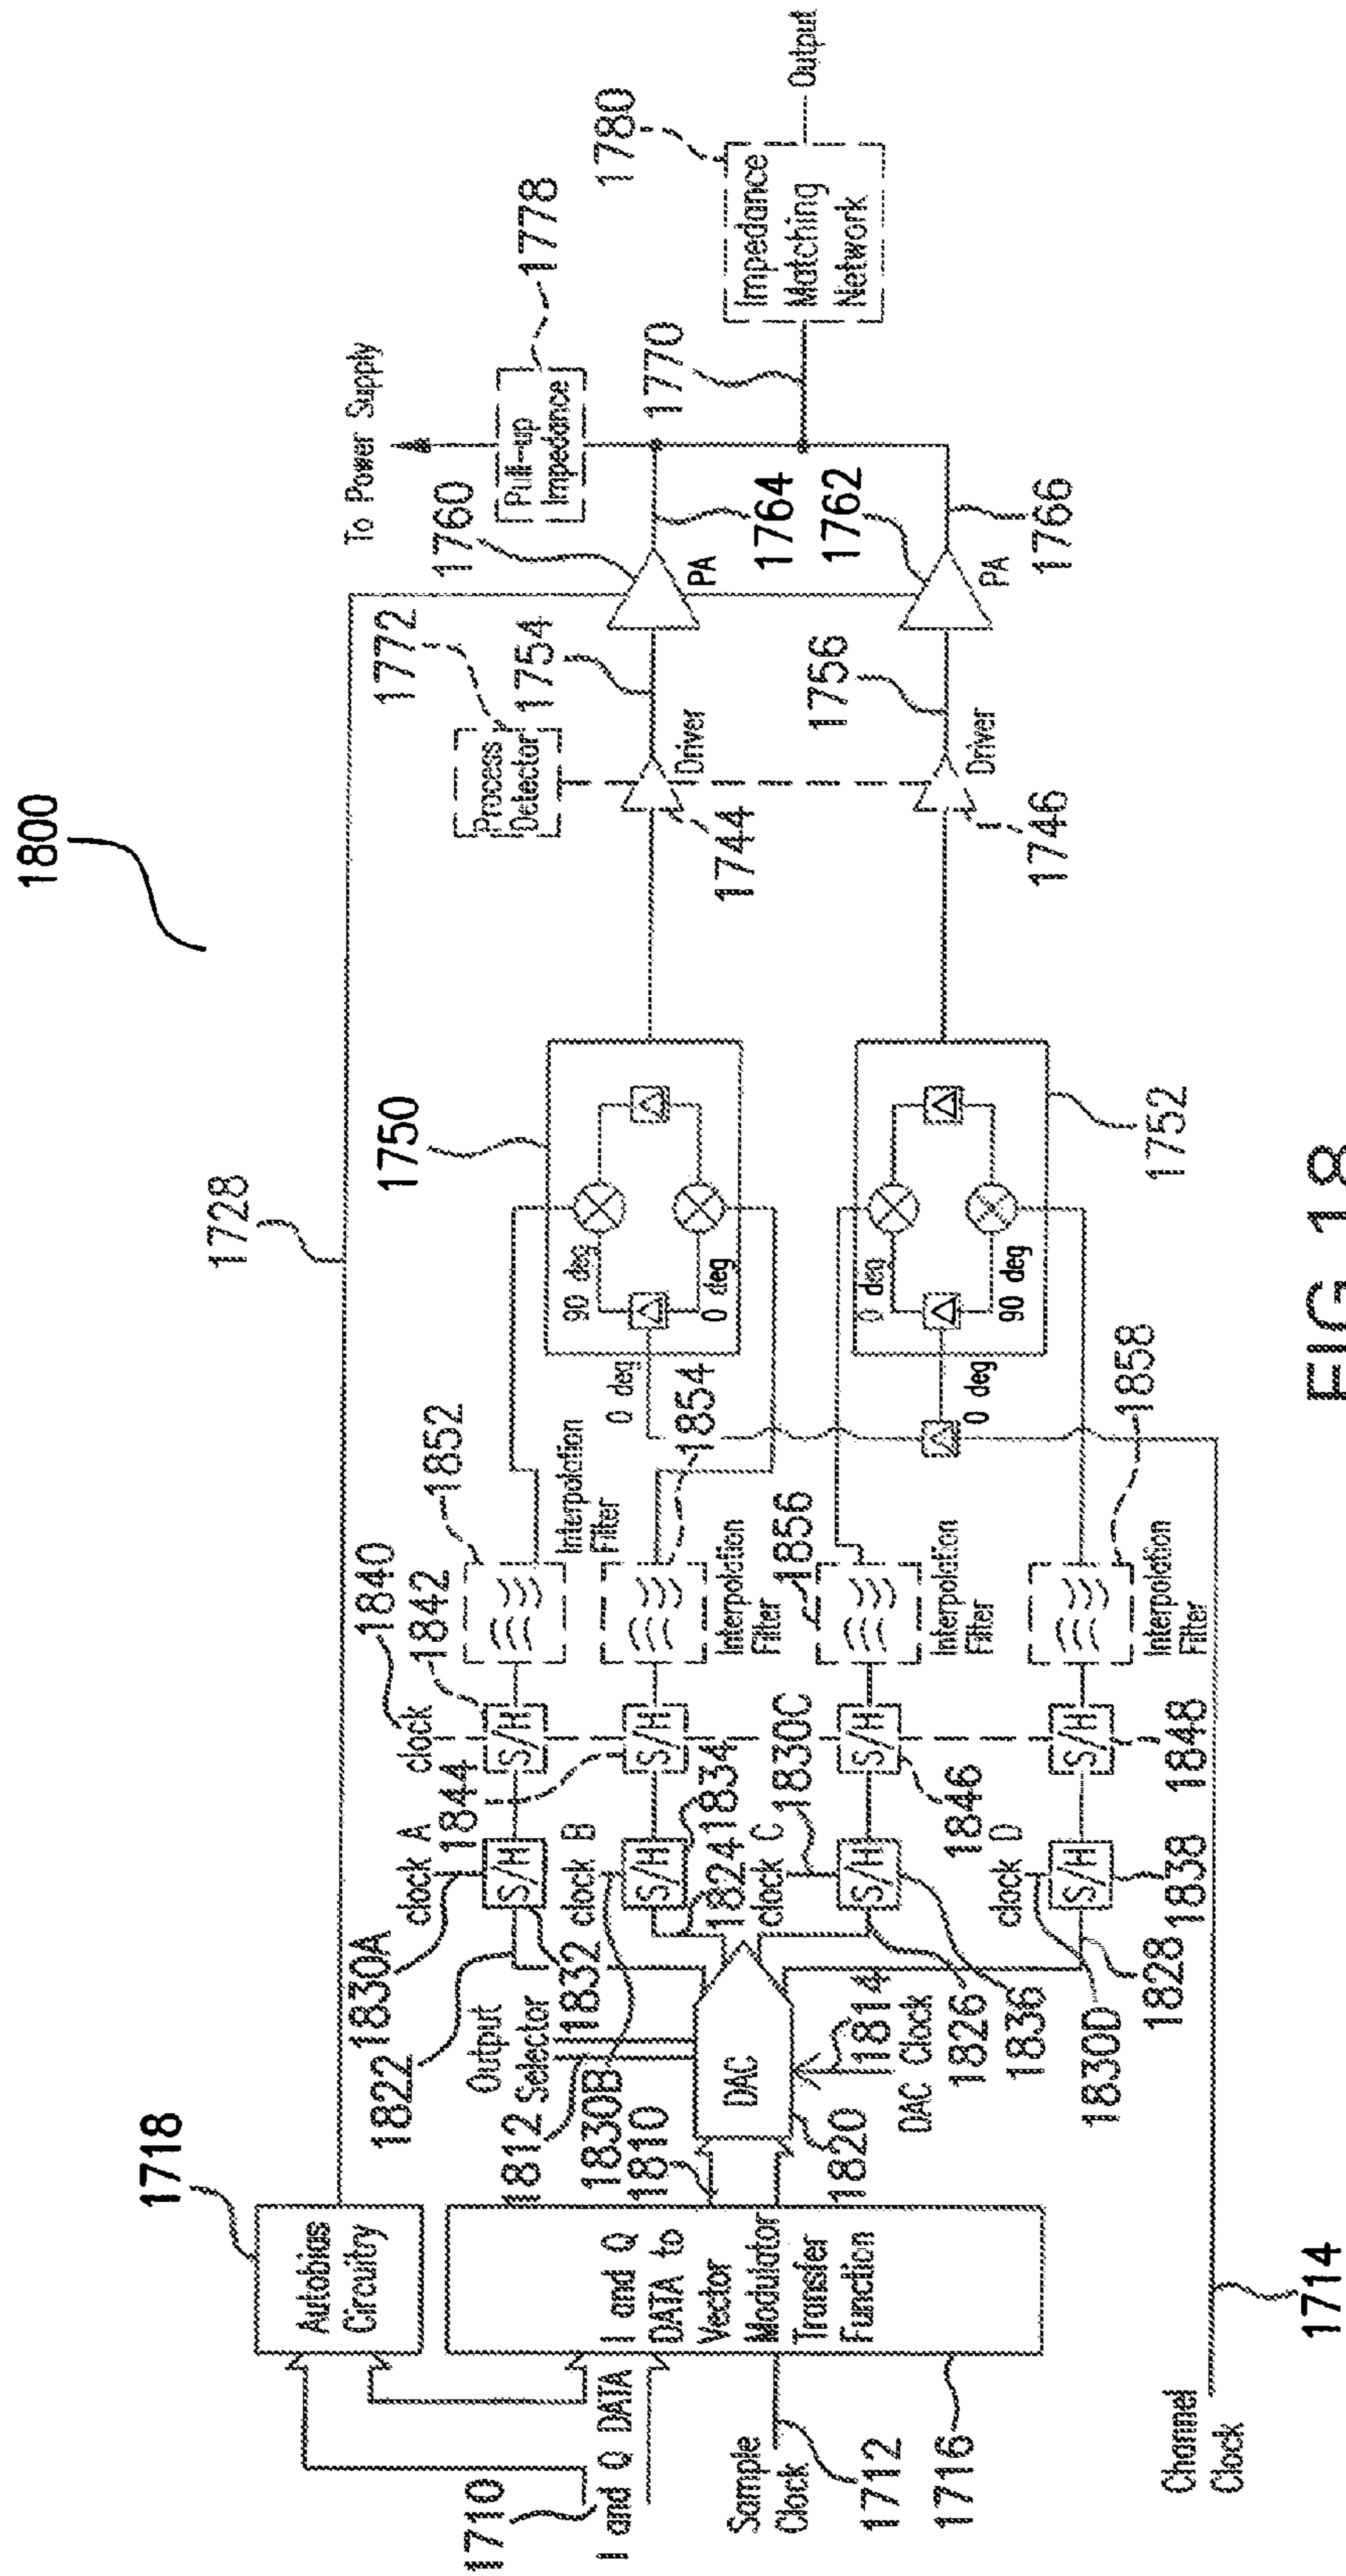 1800
1718
Autobias
Circuitry
1728
To Power Supply
1710
I and Q DATA
Sample
Clock
1712
1716
I and Q
DATA to
Vector
Modulator
Transfer
Function
1810
1812
Output
Selector
1822
DAC
1820
1814
DAC Clock
1830A
clock A
S/H
1832
1830B
clock B
S/H
1834
1824
clock C
1830C
S/H
1826
1836
clock D
S/H
1830D
1828
1838
clock
1840
1842
S/H
1844
S/H
S/H
1846
S/H
1848
1852
Interpolation
Filter
1854
Interpolation
Filter
1856
Interpolation
Filter
1858
Interpolation
Filter
1750
0 deg
90 deg
0 deg
0 deg
0 deg
90 deg
1752
Process
Detector
1772
Driver
1744
1754
Driver
1746
1756
1760
PA
1764
1762
PA
1766
Pull-up
Impedance
1778
1770
Impedance
Matching
Network
1780
Output
Channel
Clock
1714
FIG. 18